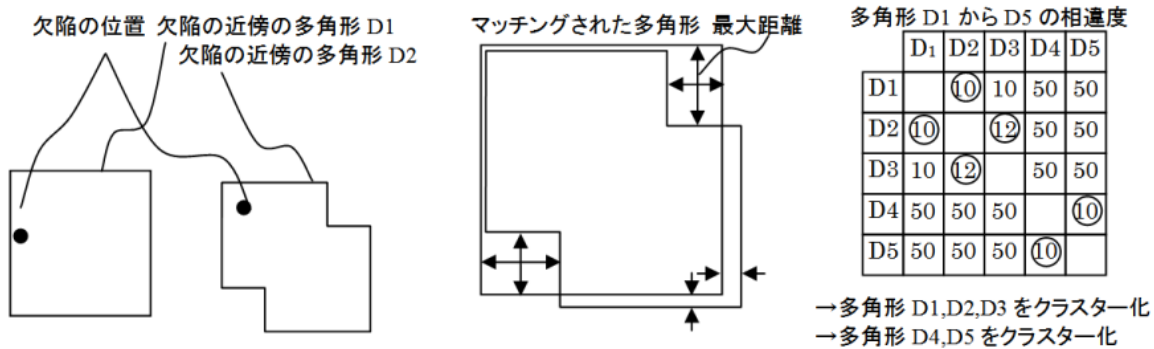 欠陥の位置 欠陥の近傍の多角形 D1
欠陥の近傍の多角形 D2
マッチングされた多角形 最大距離
多角形 D1 から D5 の相違度
D1 D2 D3 D4 D5
D1 10 10 50 50
D2 10 12 50 50
D3 10 12 50 50
D4 50 50 50 10
D5 50 50 50 10
→多角形 D1,D2,D3 をクラスター化
→多角形 D4,D5 をクラスター化